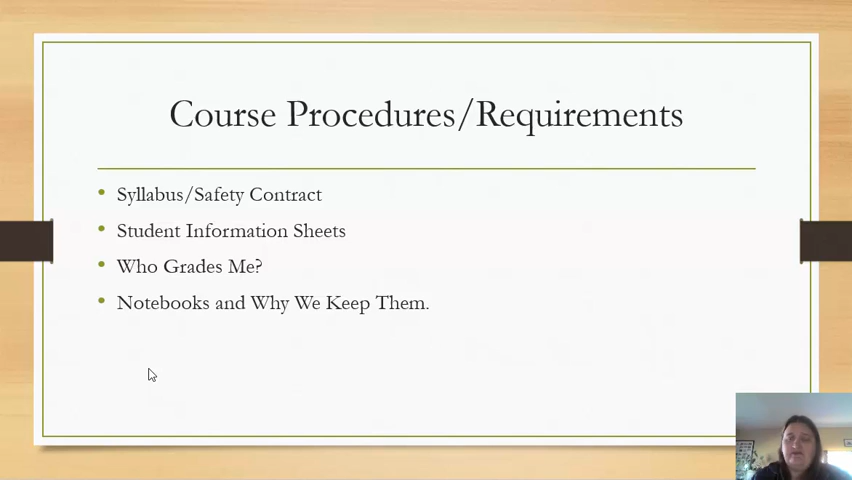 Course Procedures/Requirements
Syllabus/Safety Contract
Student Information Sheets
Who Grades Me?
Notebooks and Why We Keep Them.